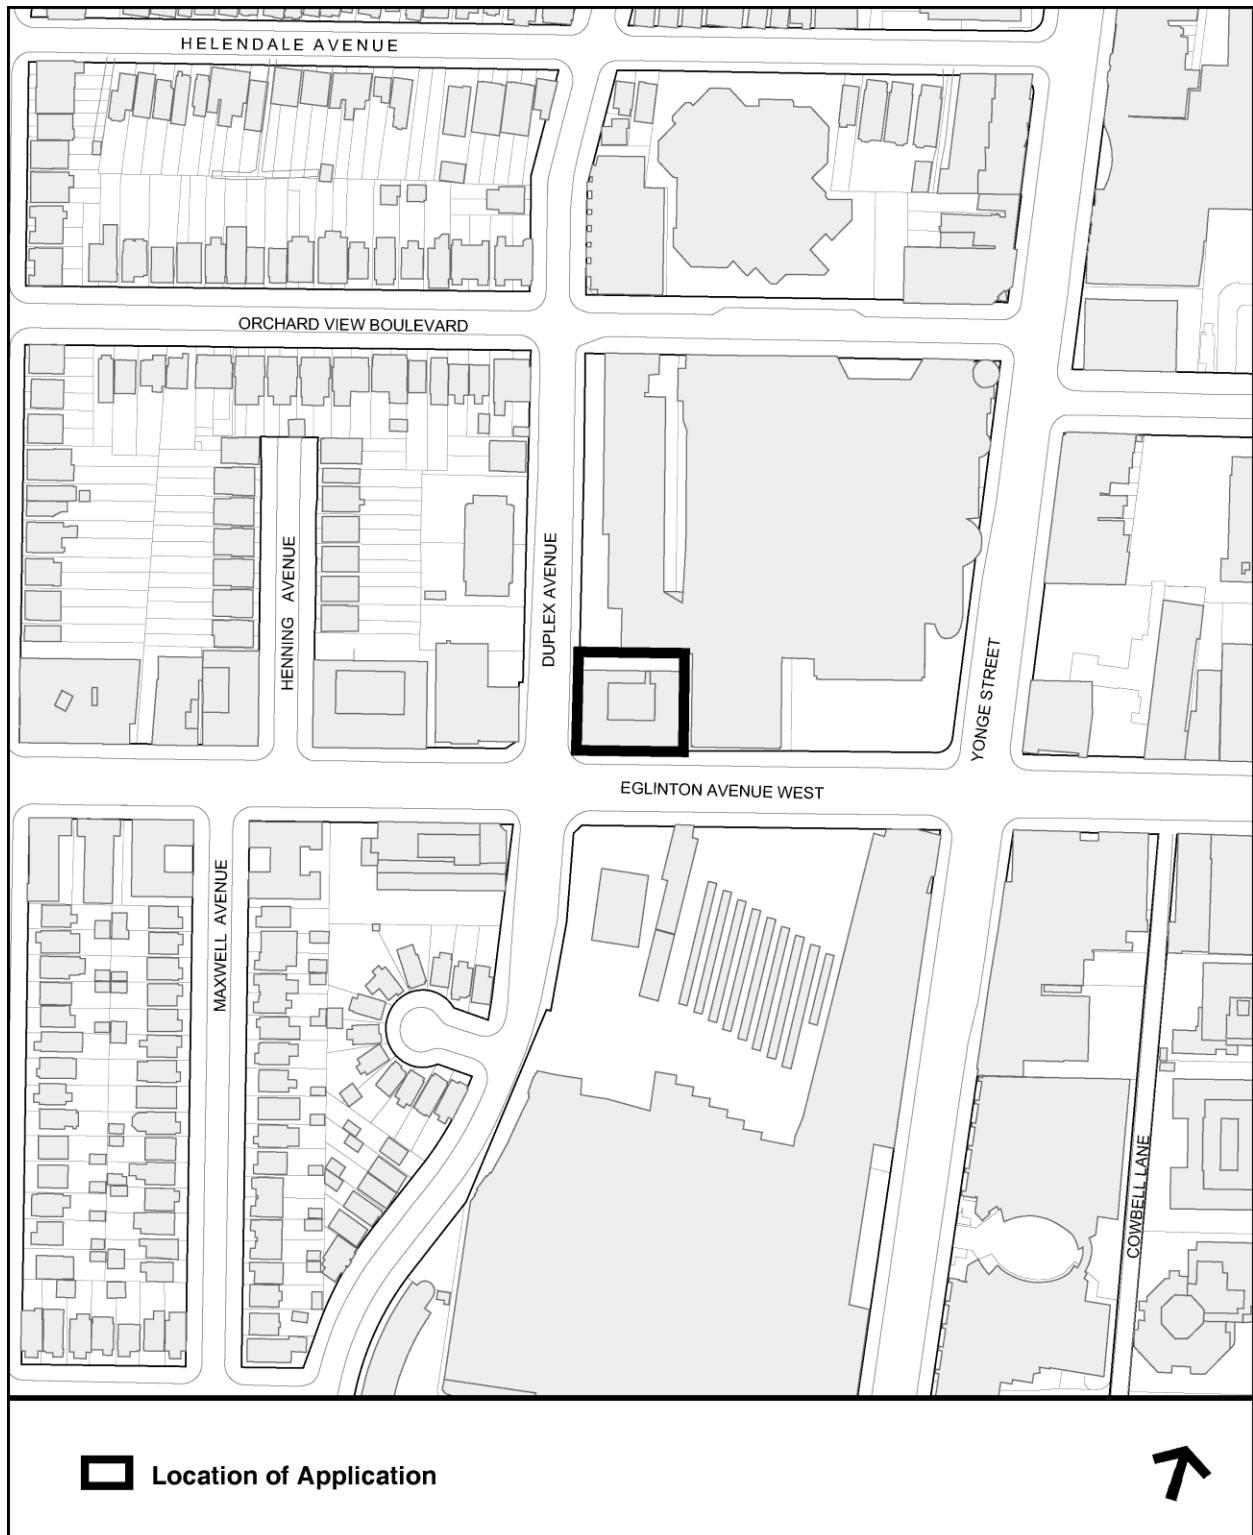 HELENDALE AVENUE
ORCHARD VIEW BOULEVARD
HENNING AVENUE
DUPLEX AVENUE
YONGE STREET
EGLINTON AVENUE WEST
MAXWELL AVENUE
COWBELL LANE
Location of Application